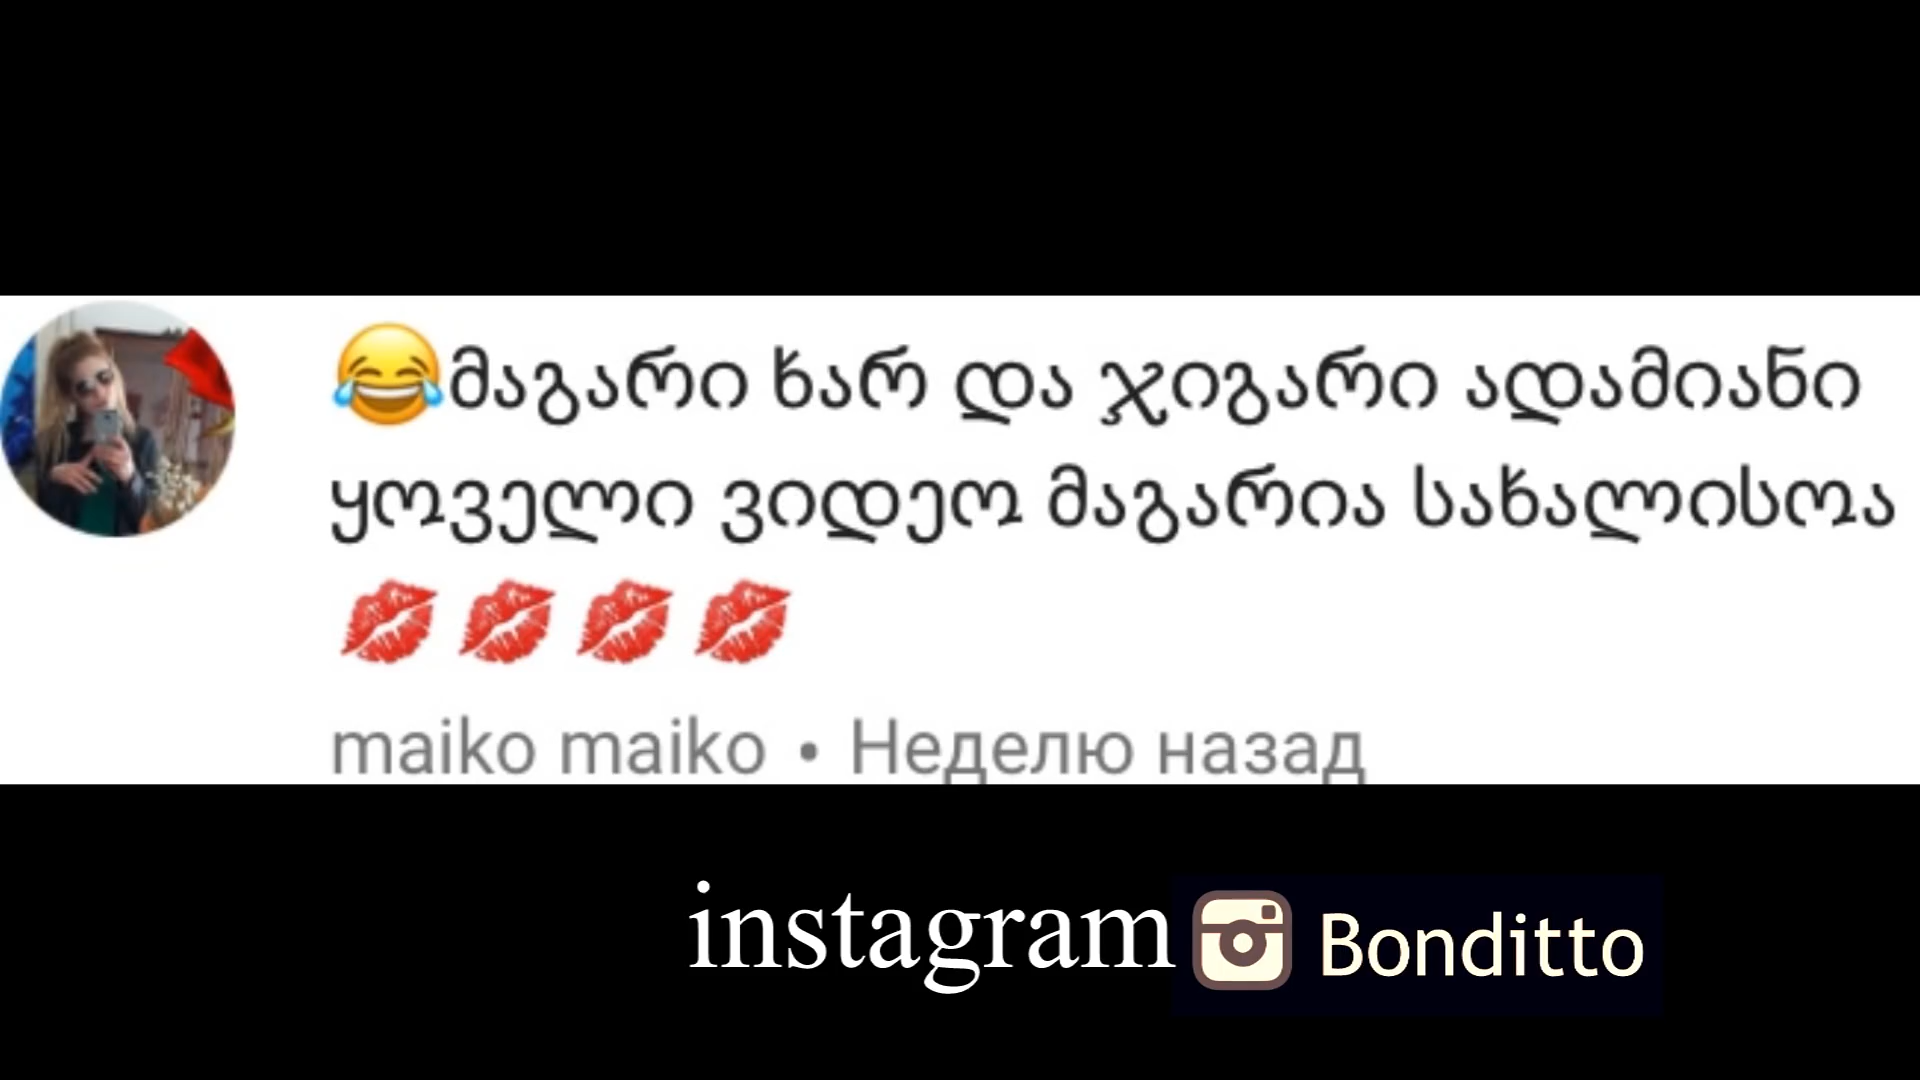 😂მაგარი ხარ და ჯიგარი ადამიანი
ყოველი ვიდეო მაგარია სახალისოა
💋💋💋💋
maiko maiko • Неделю назад
instagram Bonditto